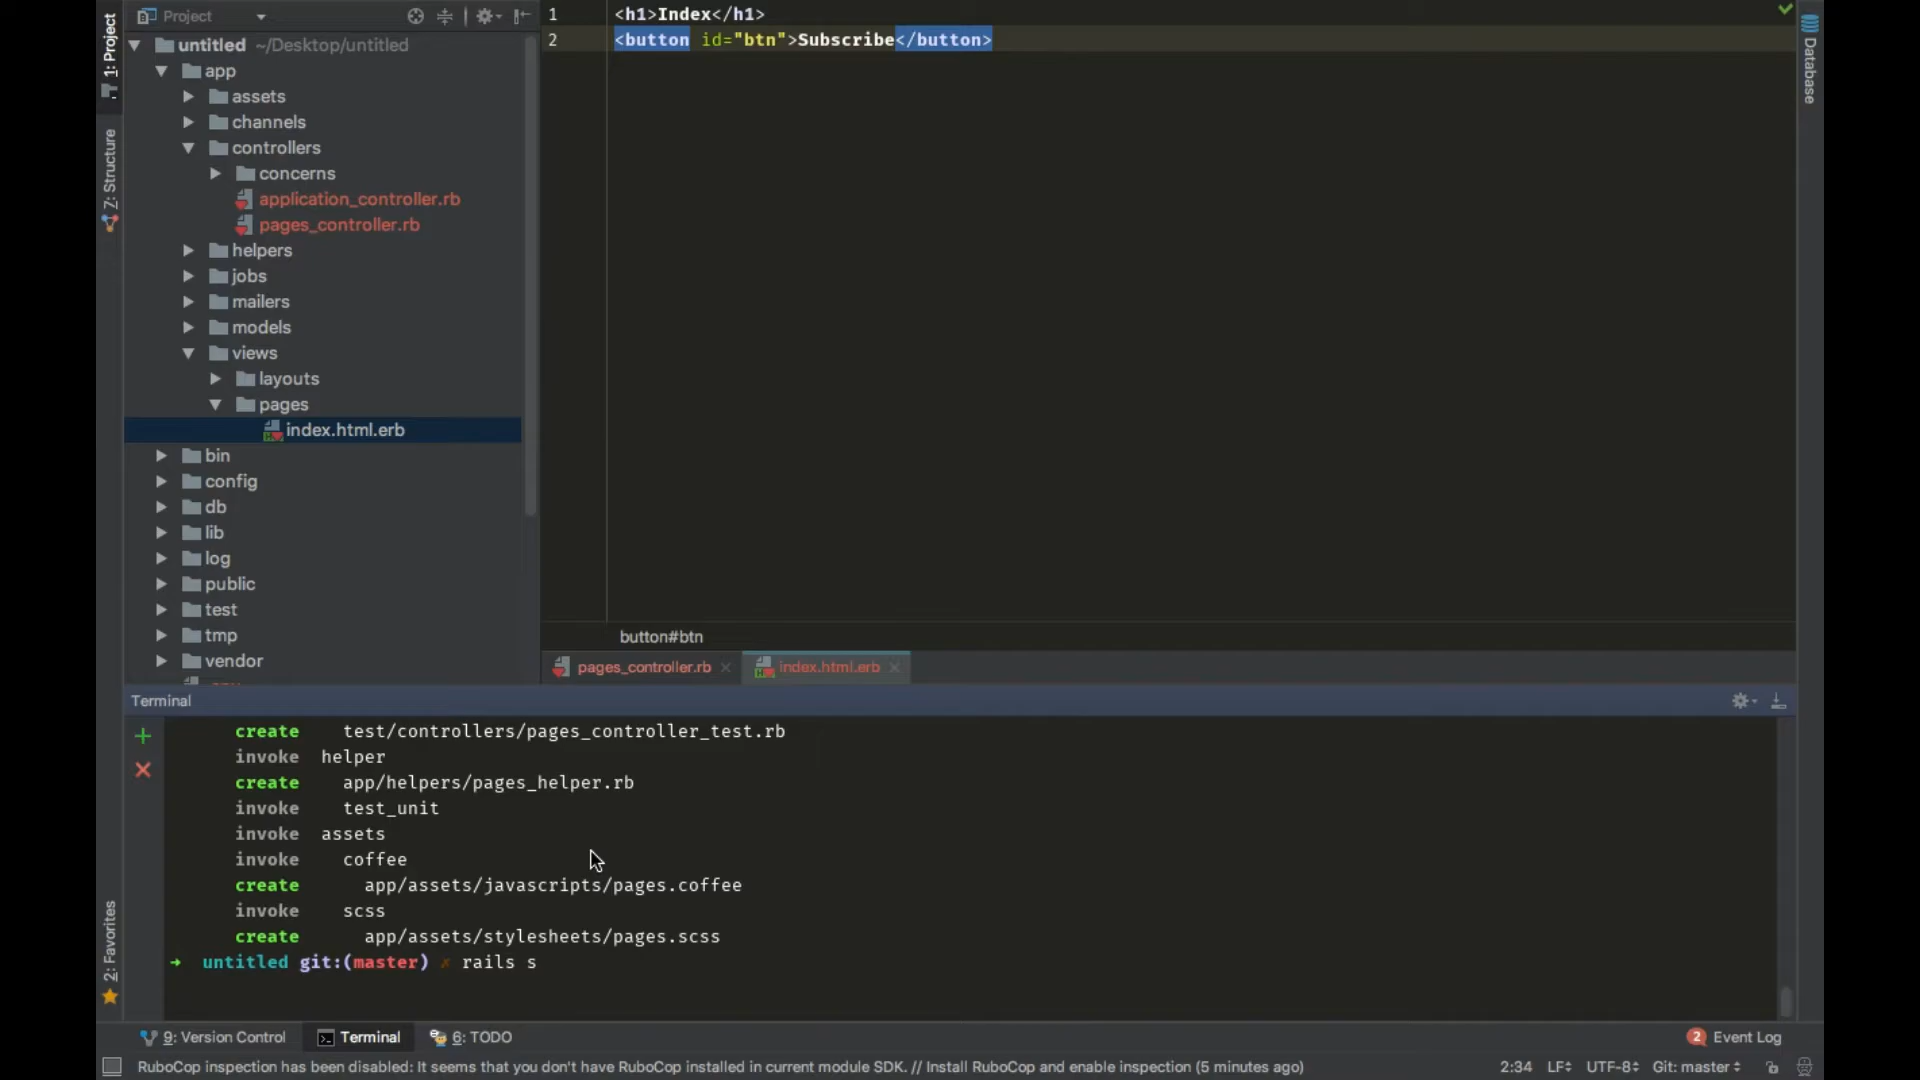 1: Project
Project
untitled ~/Desktop/untitled
app
assets
channels
controllers
concerns
application_controller.rb
pages_controller.rb
helpers
jobs
mailers
models
views
layouts
pages
index.html.erb
bin
config
db
lib
log
public
test
tmp
vendor
Z: Structure
2: Favorites
1 <h1>Index</h1>
2 <button id="btn">Subscribe</button>
Database
button#btn
pages_controller.rb
index.html.erb
Terminal
create test/controllers/pages_controller_test.rb
invoke helper
create app/helpers/pages_helper.rb
invoke test_unit
invoke assets
invoke coffee
create app/assets/javascripts/pages.coffee
invoke scss
create app/assets/stylesheets/pages.scss
➜ untitled git:(master) ✗ rails s
9: Version Control
Terminal
6: TODO
2 Event Log
RuboCop inspection has been disabled: It seems that you don't have RuboCop installed in current module SDK. // Install RuboCop and enable inspection (5 minutes ago)
2:34 LF UTF-8 Git: master